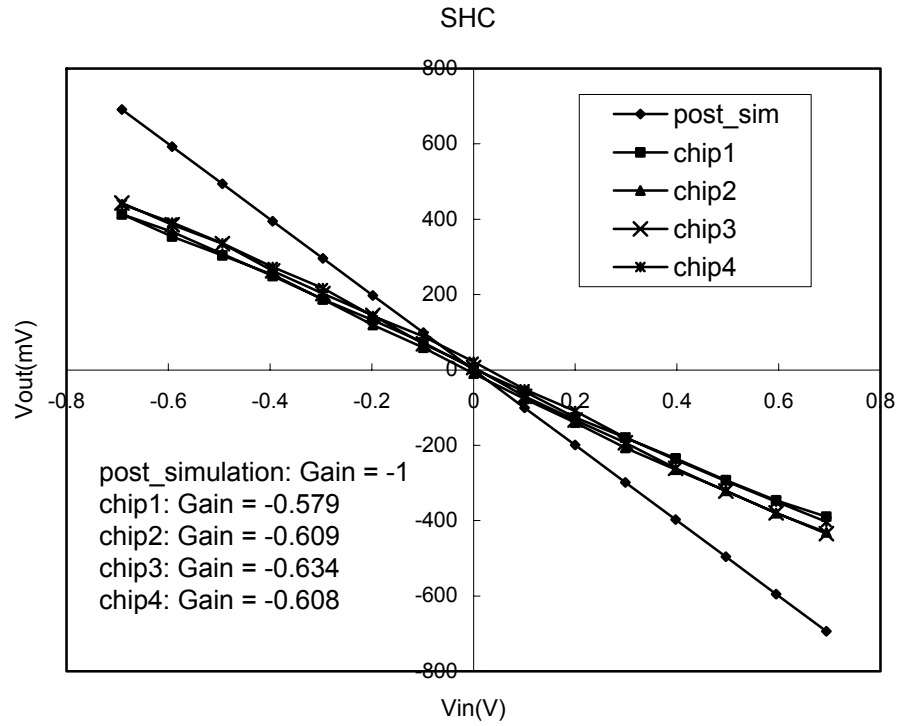 SHC
800
600
400
200
0
-200
-400
-600
-800
-0.8
-0.6
-0.4
-0.2
0
0.2
0.4
0.6
0.8
Vout(mV)
Vin(V)
post_sim
chip1
chip2
chip3
chip4
post_simulation: Gain = -1
chip1: Gain = -0.579
chip2: Gain = -0.609
chip3: Gain = -0.634
chip4: Gain = -0.608